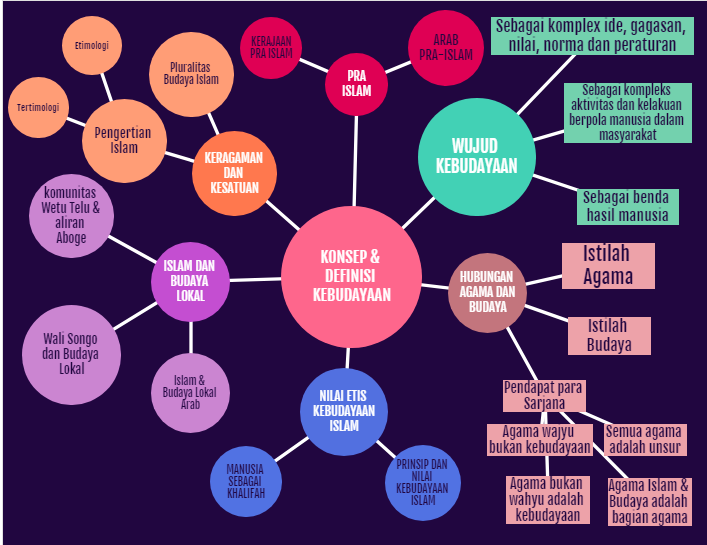 Etimologi
Tertimologi
Pengertian
Islam
Pluralitas
Budaya Islam
KERAGAMAN
DAN
KESATUAN
KERAJAAN
PRA ISLAM
ARAB
PRA-ISLAM
PRA
ISLAM
Sebagai komplex ide, gagasan,
nilai, norma dan peraturan
Sebagai kompleks
aktivitas dan kelakuan
berpola manusia dalam
masyarakat
Sebagai benda
hasil manusia
WUJUD
KEBUDAYAAN
komunitas
Wetu Telu &
aliran
Aboge
ISLAM DAN
BUDAYA
LOKAL
Wali Songo
dan Budaya
Lokal
Islam &
Budaya Lokal
Arab
KONSEP &
DEFINISI
KEBUDAYAAN
HUBUNGAN
AGAMA DAN
BUDAYA
Istilah
Agama
Istilah
Budaya
Pendapat para
Sarjana
Agama wajyu
bukan kebudayaan
Semua agama
adalah unsur
Agama bukan
wahyu adalah
kebudayaan
Agama Islam &
Budaya adalah
bagian agama
NILAI ETIS
KEBUDAYAAN
ISLAM
MANUSIA
SEBAGAI
KHALIFAH
PRINSIP DAN
NILAI
KEBUDAYAAN
ISLAM